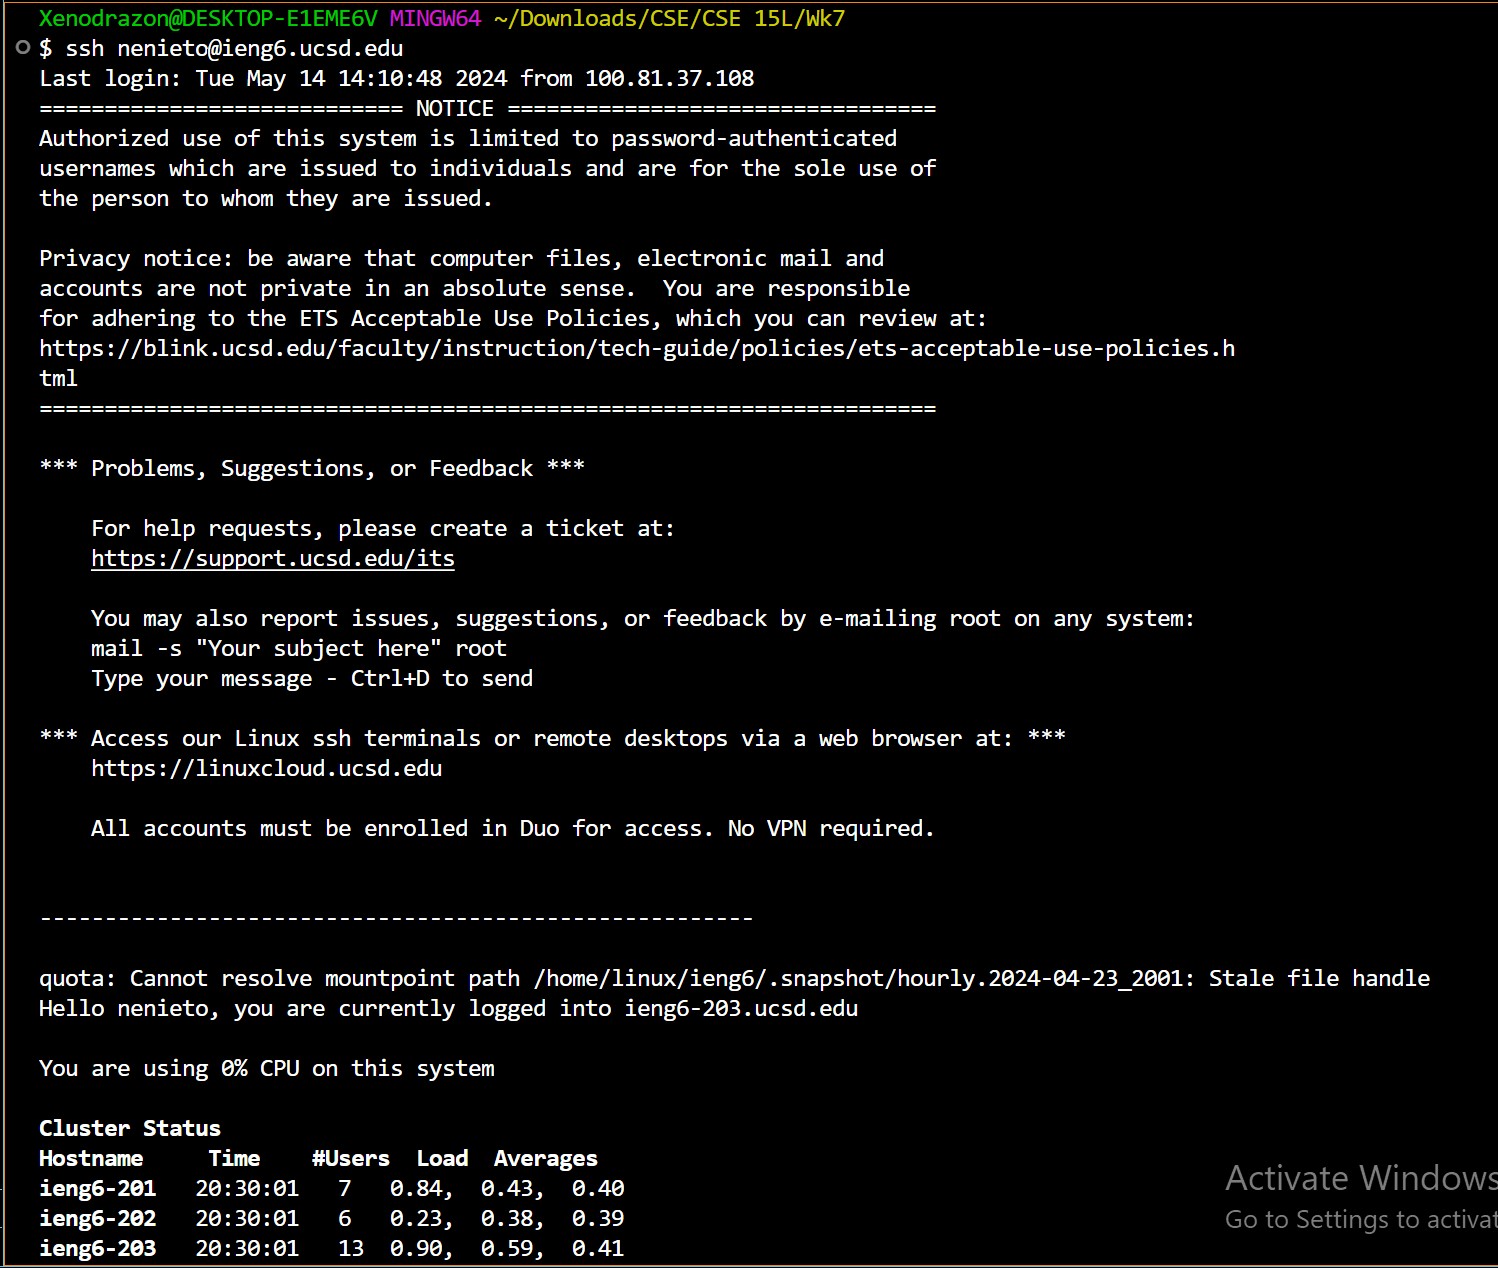 Xenodrazon@DESKTOP-E1EME6V MINGW64 ~/Downloads/CSE/CSE 15L/Wk7
$ ssh nenieto@ieng6.ucsd.edu
Last login: Tue May 14 14:10:48 2024 from 100.81.37.108
============================ NOTICE =================================
Authorized use of this system is limited to password-authenticated
usernames which are issued to individuals and are for the sole use of
the person to whom they are issued.

Privacy notice: be aware that computer files, electronic mail and
accounts are not private in an absolute sense.  You are responsible
for adhering to the ETS Acceptable Use Policies, which you can review at:
https://blink.ucsd.edu/faculty/instruction/tech-guide/policies/ets-acceptable-use-policies.h
tml
=====================================================================

*** Problems, Suggestions, or Feedback ***

    For help requests, please create a ticket at:
    https://support.ucsd.edu/its

    You may also report issues, suggestions, or feedback by e-mailing root on any system:
    mail -s "Your subject here" root
    Type your message - Ctrl+D to send

*** Access our Linux ssh terminals or remote desktops via a web browser at: ***
    https://linuxcloud.ucsd.edu

    All accounts must be enrolled in Duo for access. No VPN required.

-------------------------------------------------------

quota: Cannot resolve mountpoint path /home/linux/ieng6/.snapshot/hourly.2024-04-23_2001: Stale file handle
Hello nenieto, you are currently logged into ieng6-203.ucsd.edu

You are using 0% CPU on this system

Cluster Status
Hostname     Time    #Users  Load  Averages
ieng6-201   20:30:01   7   0.84,  0.43,  0.40
ieng6-202   20:30:01   6   0.23,  0.38,  0.39
ieng6-203   20:30:01   13  0.90,  0.59,  0.41
Activate Windows
Go to Settings to activat